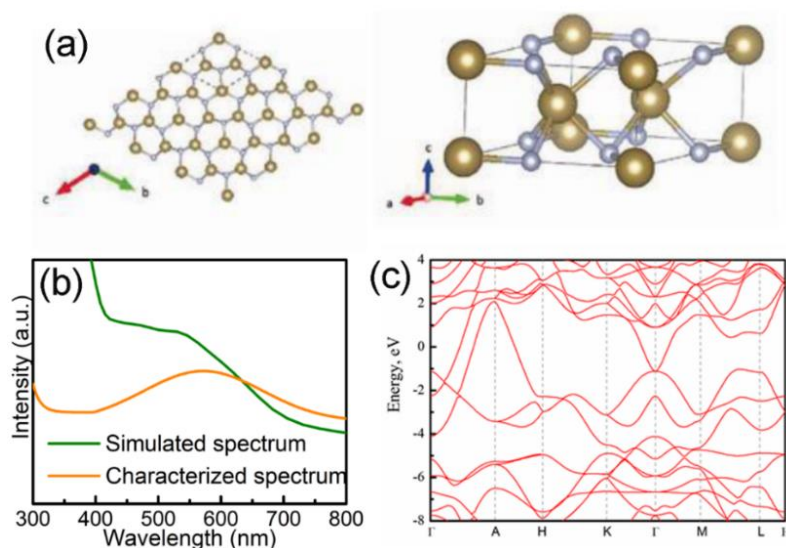 (a)
c
b
c
a
b
(b)
Intensity (a.u.)
Simulated spectrum
Characterized spectrum
300 400 500 600 700 800
Wavelength (nm)
(c)
Energy, eV
4
2
0
-2
-4
-6
-8
Γ A H K Γ M L